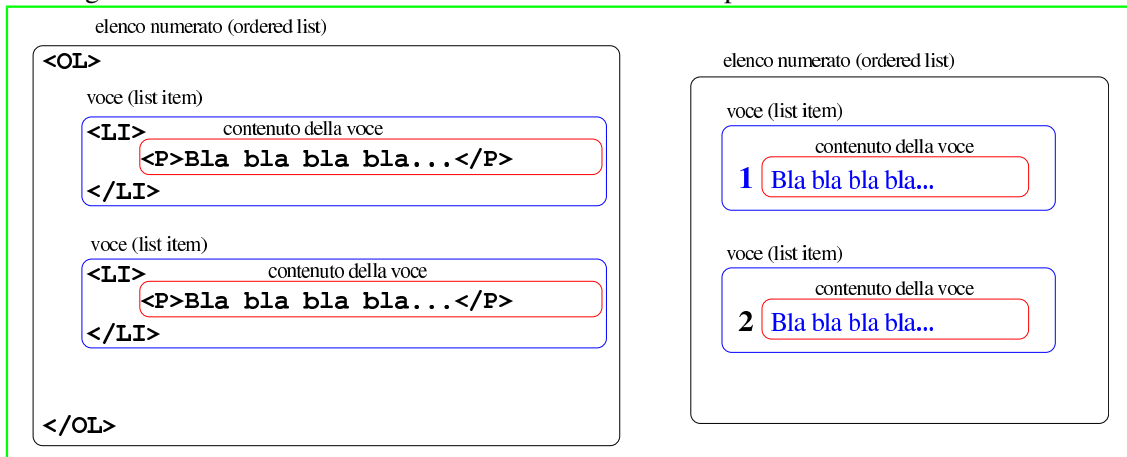 elenco numerato (ordered list)
<OL>
voce (list item)
<LI>
contenuto della voce
<P>Bla bla bla bla...</P>
</LI>
voce (list item)
<LI>
contenuto della voce
<P>Bla bla bla bla...</P>
</LI>
</OL>
elenco numerato (ordered list)
voce (list item)
contenuto della voce
1 Bla bla bla bla...
voce (list item)
contenuto della voce
2 Bla bla bla bla...